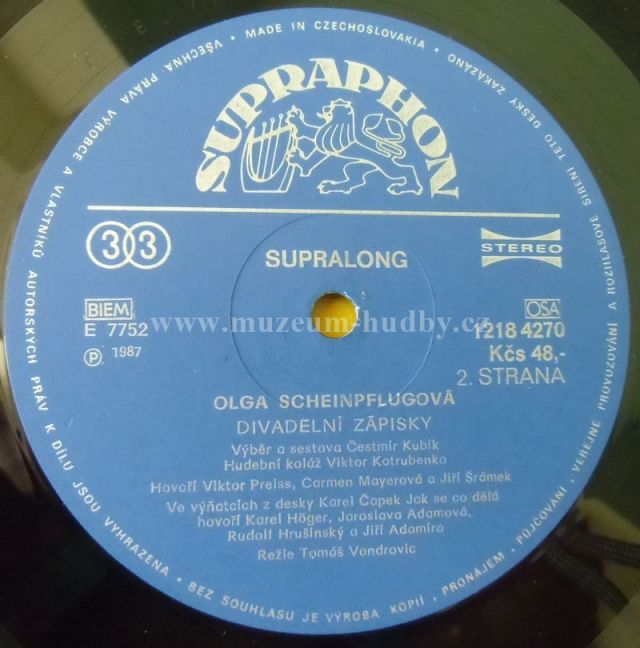 VŠECHNA PRÁVA VÝROBCE A VLASTNÍKŮ AUTORSKÝCH PRÁV K DÍLU JSOU VYHRAZENA • BEZ SOUHLASU JE VÝROBA KOPIÍ, PRONÁJEM, PŮJČOVÁNÍ, VEŘEJNÉ PROVOZOVÁNÍ A ROZHLASOVÉ ŠÍŘENÍ TÉTO DESKY ZAKÁZÁNO • MADE IN CZECHOSLOVAKIA •
SUPRAPHON
33
SUPRALONG
STEREO
BIEM
E 7752
Ⓟ 1987
OSA
1218 4270
Kčs 48,-
2. STRANA
www.muzeum-hudby.cz
OLGA SCHEINPFLUGOVÁ
DIVADELNÍ ZÁPISKY
Výběr a sestava Čestmír Kubík
Hudební koláž Viktor Kotrubenko
Hovoří Viktor Preiss, Carmen Mayerová a Jiří Šrámek
Ve výňatcích z desky Karel Čapek Jak se co dělá
hovoří Karel Höger, Jaroslava Adamová,
Rudolf Hrušínský a Jiří Adamíra
Režie Tomáš Vondrovic